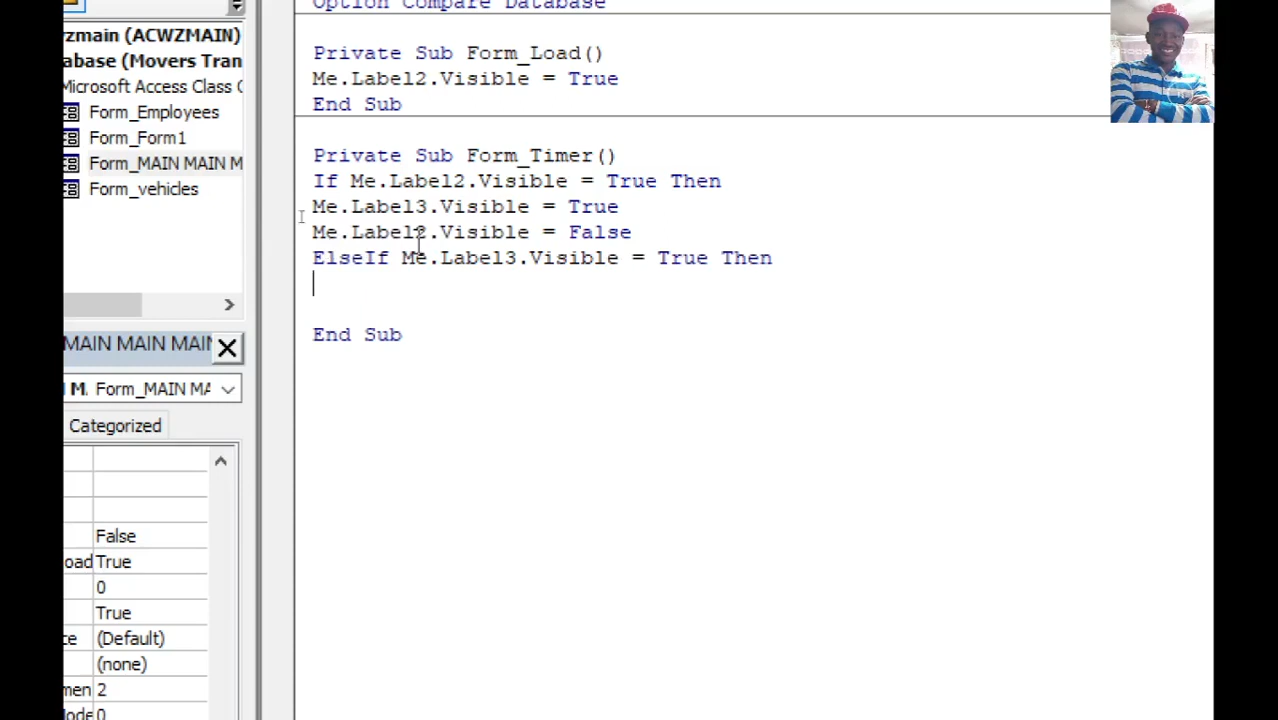 Option Compare Database
Private Sub Form_Load()
Me.Label2.Visible = True
End Sub
Private Sub Form_Timer()
If Me.Label2.Visible = True Then
Me.Label3.Visible = True
Me.Label2.Visible = False
ElseIf Me.Label3.Visible = True Then
End Sub
zmain (ACWZMAIN)
abase (Movers Tran
Microsoft Access Class
Form_Employees
Form_Form1
Form_MAIN MAIN M
Form_vehicles
MAIN MAIN MAIN
M. Form_MAIN MA
Categorized
False
oad True
0
True
te (Default)
(none)
men 2
Mode 0